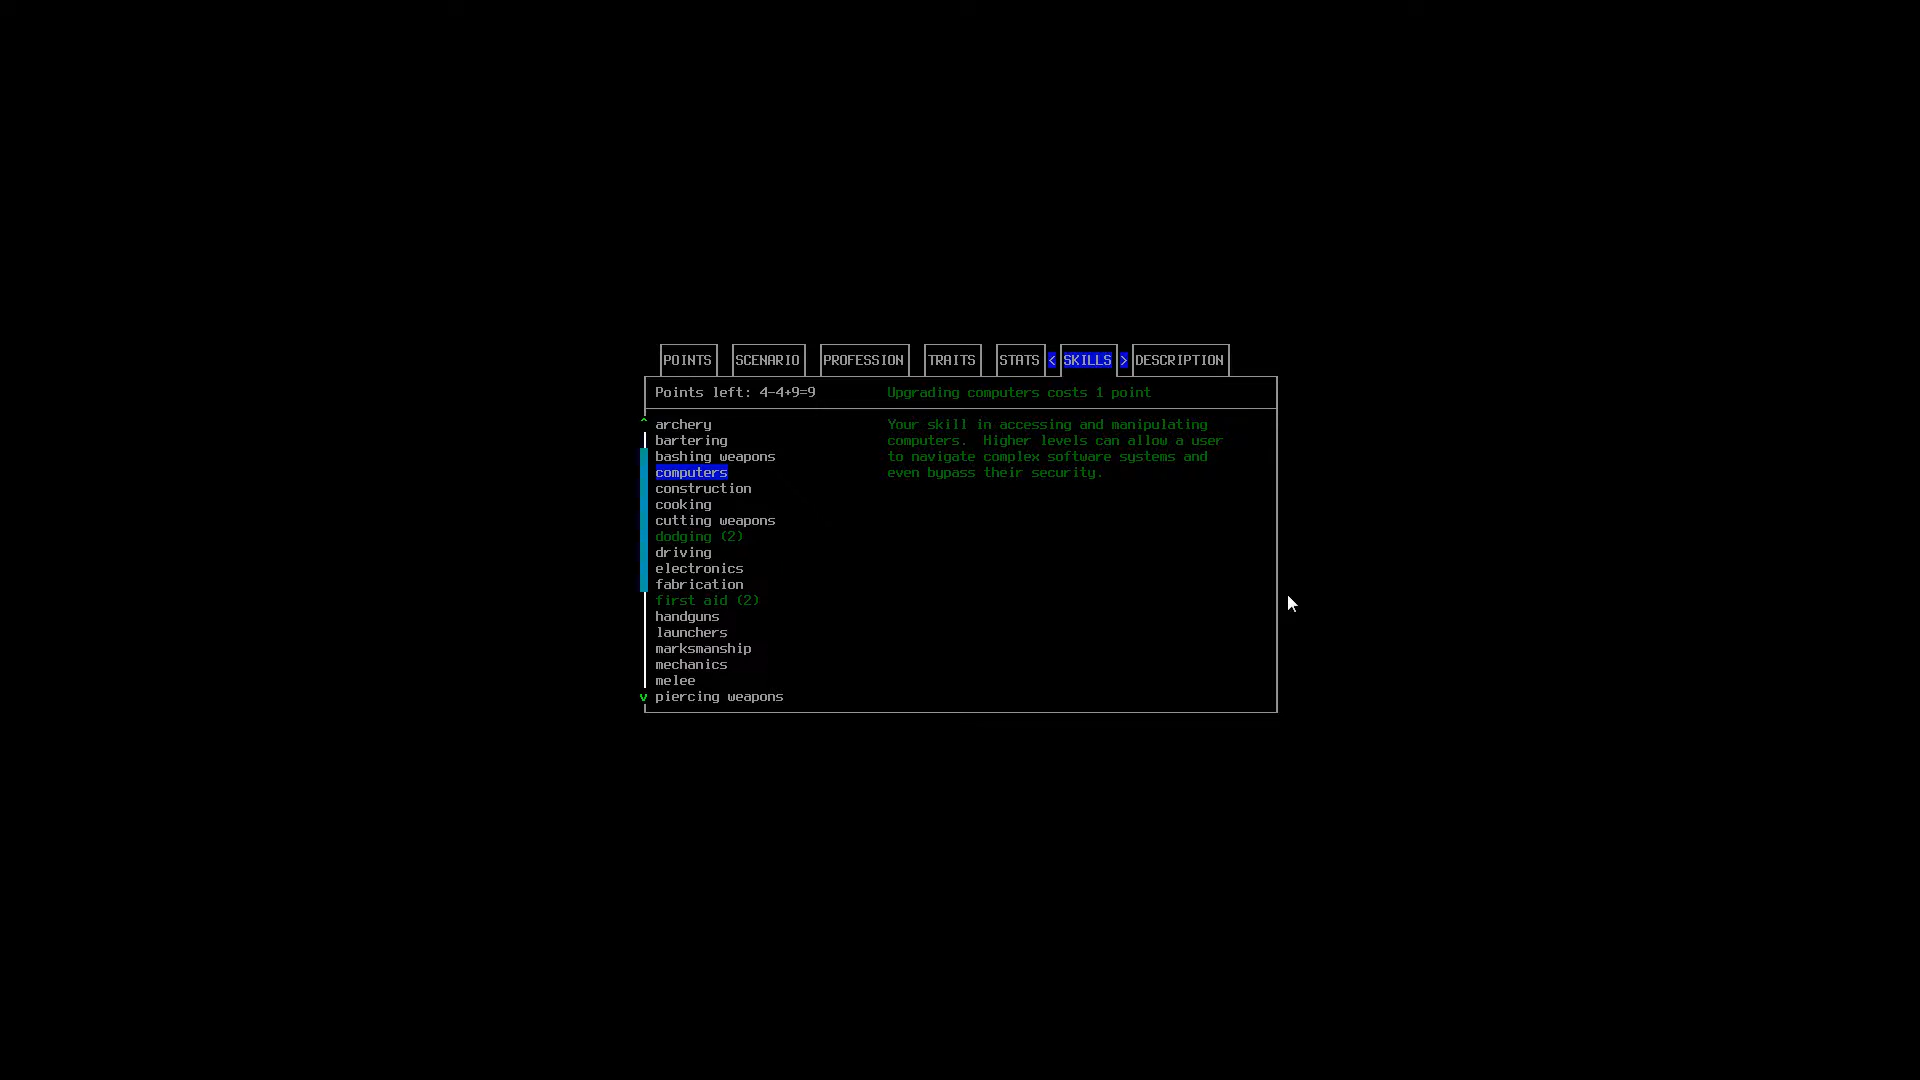 POINTS SCENARIO PROFESSION TRAITS STATS < SKILLS > DESCRIPTION
Points left: 4-4+9=9 Upgrading computers costs 1 point
^ archery
bartering
bashing weapons
computers
construction
cooking
cutting weapons
dodging (2)
driving
electronics
fabrication
first aid (2)
handguns
launchers
marksmanship
mechanics
melee
v piercing weapons
Your skill in accessing and manipulating
computers.  Higher levels can allow a user
to navigate complex software systems and
even bypass their security.